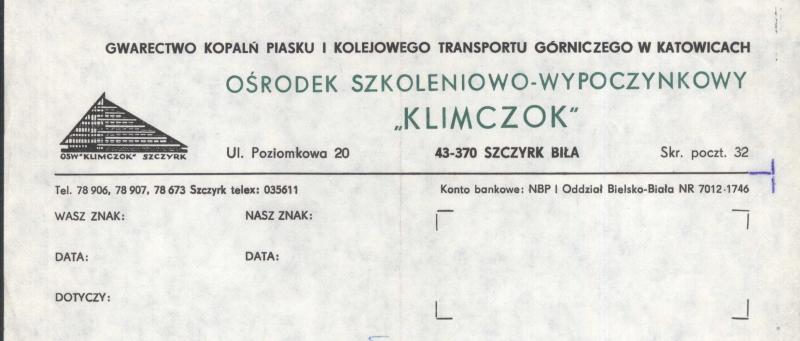 GWARECTWO KOPALŃ PIASKU I KOLEJOWEGO TRANSPORTU GÓRNICZEGO W KATOWICACH
OŚRODEK SZKOLENIOWO-WYPOCZYNKOWY
„KLIMCZOK"
OSW "KLIMCZOK" SZCZYRK
Ul. Poziomkowa 20 43-370 SZCZYRK BIŁA Skr. poczt. 32
Tel. 78 906, 78 907, 78 673 Szczyrk telex: 035611 Konto bankowe: NBP I Oddział Bielsko-Biała NR 7012-1746
WASZ ZNAK: NASZ ZNAK:
DATA: DATA:
DOTYCZY: